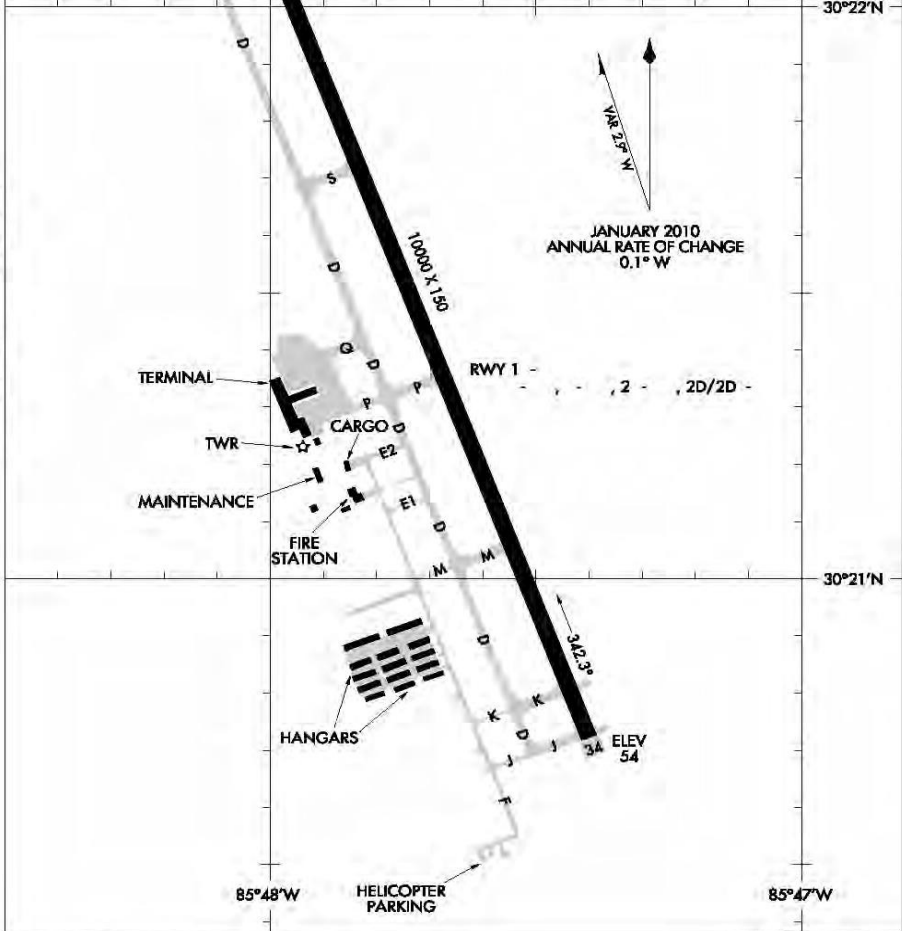 30°22'N
D
VAR 2.9° W
S
JANUARY 2010
ANNUAL RATE OF CHANGE
0.1° W
D
10000 X 150
Q
D
RWY 1 -
TERMINAL
P
- , - , 2 - , 2D/2D -
P
CARGO
D
TWR
E2
MAINTENANCE
E1
D
FIRE
STATION
M
M
30°21'N
D
342.3°
K
K
HANGARS
D
J
J
34
ELEV
54
F
85°48'W
HELICOPTER
PARKING
85°47'W